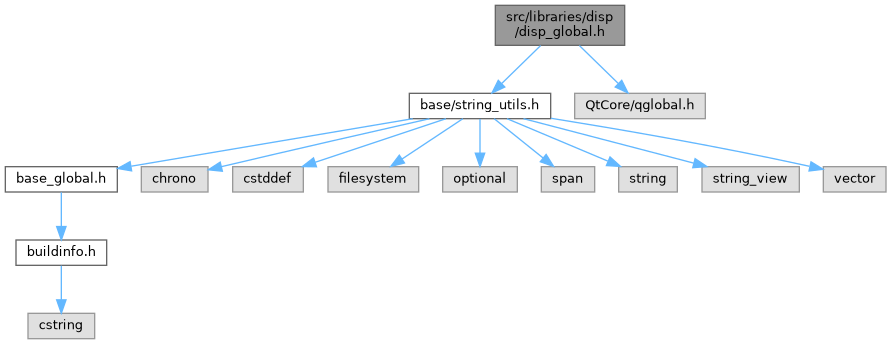 src/libraries/disp
/disp_global.h
base/string_utils.h
QtCore/qglobal.h
base_global.h
chrono
cstddef
filesystem
optional
span
string
string_view
vector
buildinfo.h
cstring